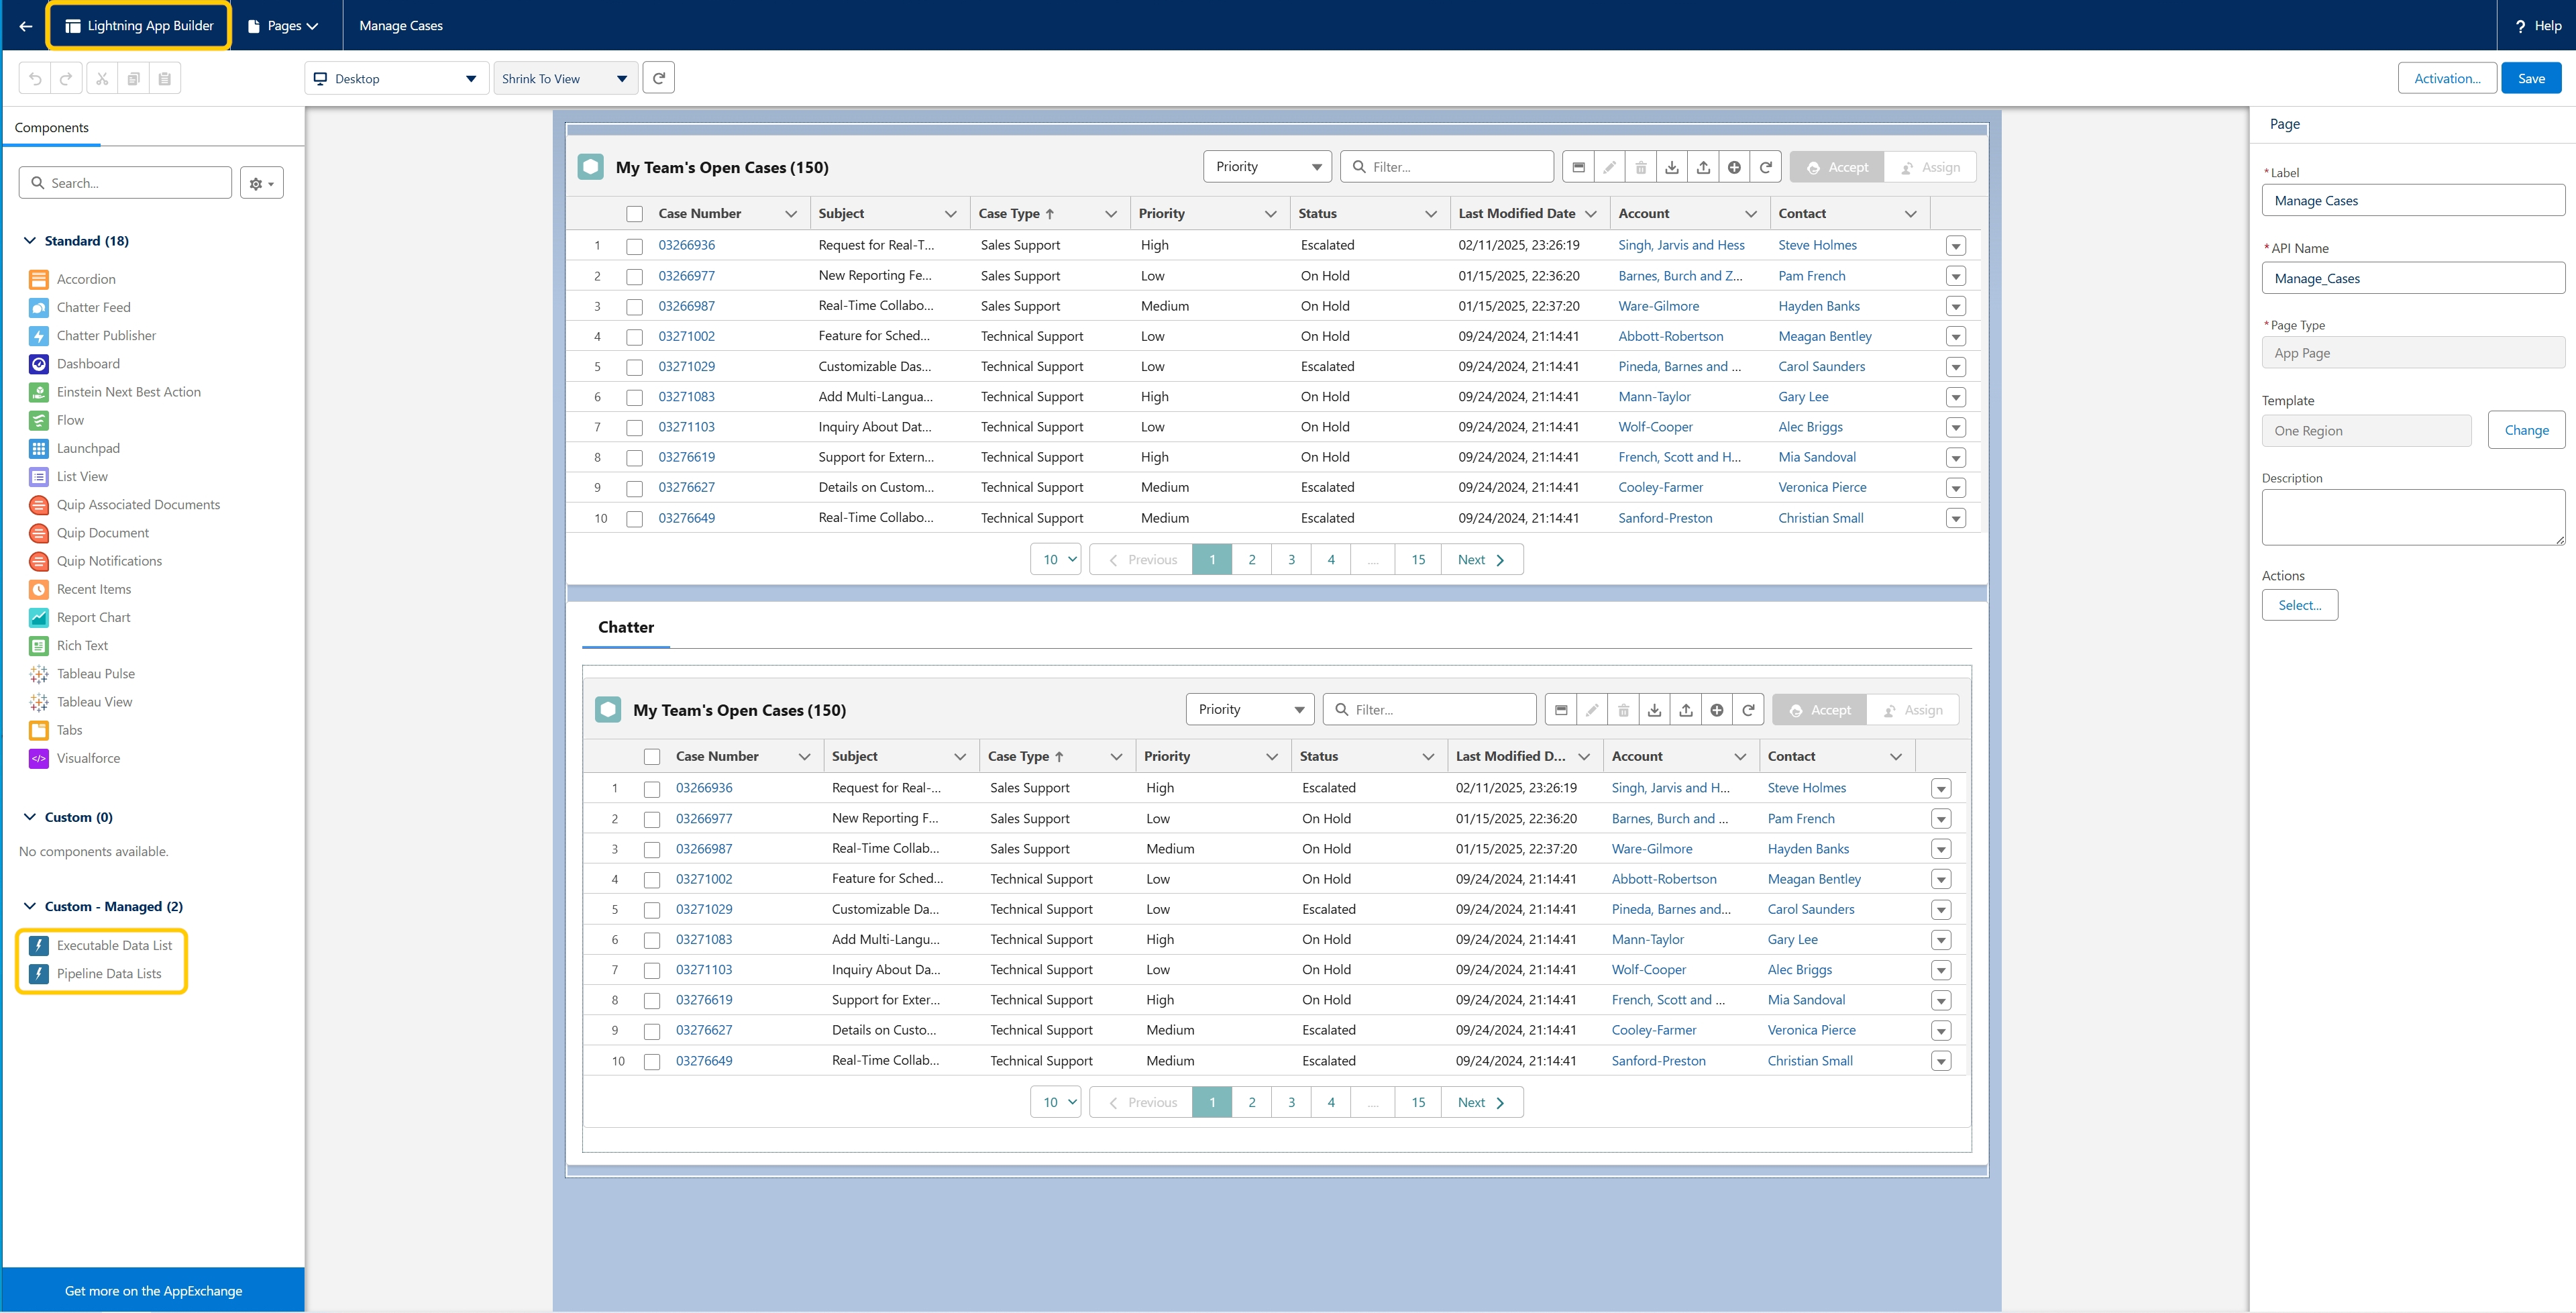 Lightning App Builder Pages Manage Cases ? Help
Desktop Shrink To View Activation... Save
Components
Search...
Standard (18)
Accordion
Chatter Feed
Chatter Publisher
Dashboard
Einstein Next Best Action
Flow
Launchpad
List View
Quip Associated Documents
Quip Document
Quip Notifications
Recent Items
Report Chart
Rich Text
Tableau Pulse
Tableau View
Tabs
Visualforce
Custom (0)
No components available.
Custom - Managed (2)
Executable Data List
Pipeline Data Lists
Get more on the AppExchange
My Team's Open Cases (150) Priority Filter... Accept Assign
Case Number Subject Case Type ↑ Priority Status Last Modified Date Account Contact
1 03266936 Request for Real-T... Sales Support High Escalated 02/11/2025, 23:26:19 Singh, Jarvis and Hess Steve Holmes
2 03266977 New Reporting Fe... Sales Support Low On Hold 01/15/2025, 22:36:20 Barnes, Burch and Z... Pam French
3 03266987 Real-Time Collabo... Sales Support Medium On Hold 01/15/2025, 22:37:20 Ware-Gilmore Hayden Banks
4 03271002 Feature for Sched... Technical Support Low On Hold 09/24/2024, 21:14:41 Abbott-Robertson Meagan Bentley
5 03271029 Customizable Das... Technical Support Low Escalated 09/24/2024, 21:14:41 Pineda, Barnes and ... Carol Saunders
6 03271083 Add Multi-Langua... Technical Support High On Hold 09/24/2024, 21:14:41 Mann-Taylor Gary Lee
7 03271103 Inquiry About Dat... Technical Support Low On Hold 09/24/2024, 21:14:41 Wolf-Cooper Alec Briggs
8 03276619 Support for Extern... Technical Support High On Hold 09/24/2024, 21:14:41 French, Scott and H... Mia Sandoval
9 03276627 Details on Custom... Technical Support Medium Escalated 09/24/2024, 21:14:41 Cooley-Farmer Veronica Pierce
10 03276649 Real-Time Collabo... Technical Support Medium Escalated 09/24/2024, 21:14:41 Sanford-Preston Christian Small
10 Previous 1 2 3 4 .... 15 Next
Chatter
My Team's Open Cases (150) Priority Filter... Accept Assign
Case Number Subject Case Type ↑ Priority Status Last Modified D... Account Contact
1 03266936 Request for Real-... Sales Support High Escalated 02/11/2025, 23:26:19 Singh, Jarvis and H... Steve Holmes
2 03266977 New Reporting F... Sales Support Low On Hold 01/15/2025, 22:36:20 Barnes, Burch and ... Pam French
3 03266987 Real-Time Collab... Sales Support Medium On Hold 01/15/2025, 22:37:20 Ware-Gilmore Hayden Banks
4 03271002 Feature for Sched... Technical Support Low On Hold 09/24/2024, 21:14:41 Abbott-Robertson Meagan Bentley
5 03271029 Customizable Da... Technical Support Low Escalated 09/24/2024, 21:14:41 Pineda, Barnes and... Carol Saunders
6 03271083 Add Multi-Langu... Technical Support High On Hold 09/24/2024, 21:14:41 Mann-Taylor Gary Lee
7 03271103 Inquiry About Da... Technical Support Low On Hold 09/24/2024, 21:14:41 Wolf-Cooper Alec Briggs
8 03276619 Support for Exter... Technical Support High On Hold 09/24/2024, 21:14:41 French, Scott and ... Mia Sandoval
9 03276627 Details on Custo... Technical Support Medium Escalated 09/24/2024, 21:14:41 Cooley-Farmer Veronica Pierce
10 03276649 Real-Time Collab... Technical Support Medium Escalated 09/24/2024, 21:14:41 Sanford-Preston Christian Small
10 Previous 1 2 3 4 .... 15 Next
Page
*Label
Manage Cases
*API Name
Manage_Cases
*Page Type
App Page
Template
One Region Change
Description
Actions
Select...